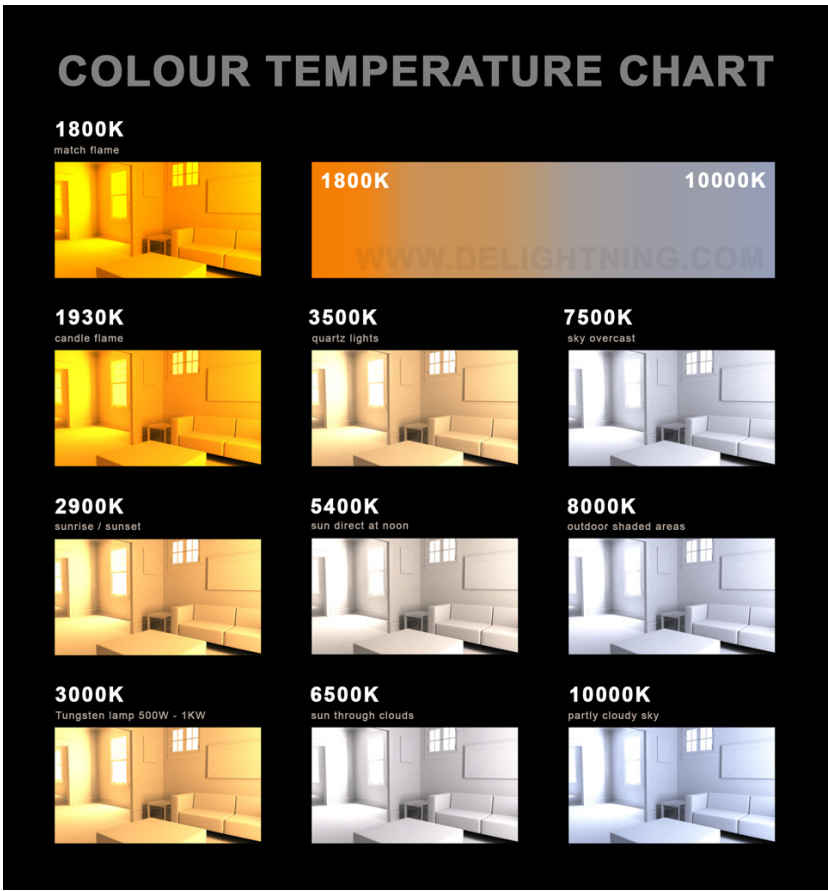 COLOUR TEMPERATURE CHART
1800K
match flame
1800K 10000K
WWW.DELIGHTNING.COM
1930K 3500K 7500K
candle flame quartz lights sky overcast
2900K 5400K 8000K
sunrise / sunset sun direct at noon outdoor shaded areas
3000K 6500K 10000K
Tungsten lamp 500W - 1KW sun through clouds partly cloudy sky